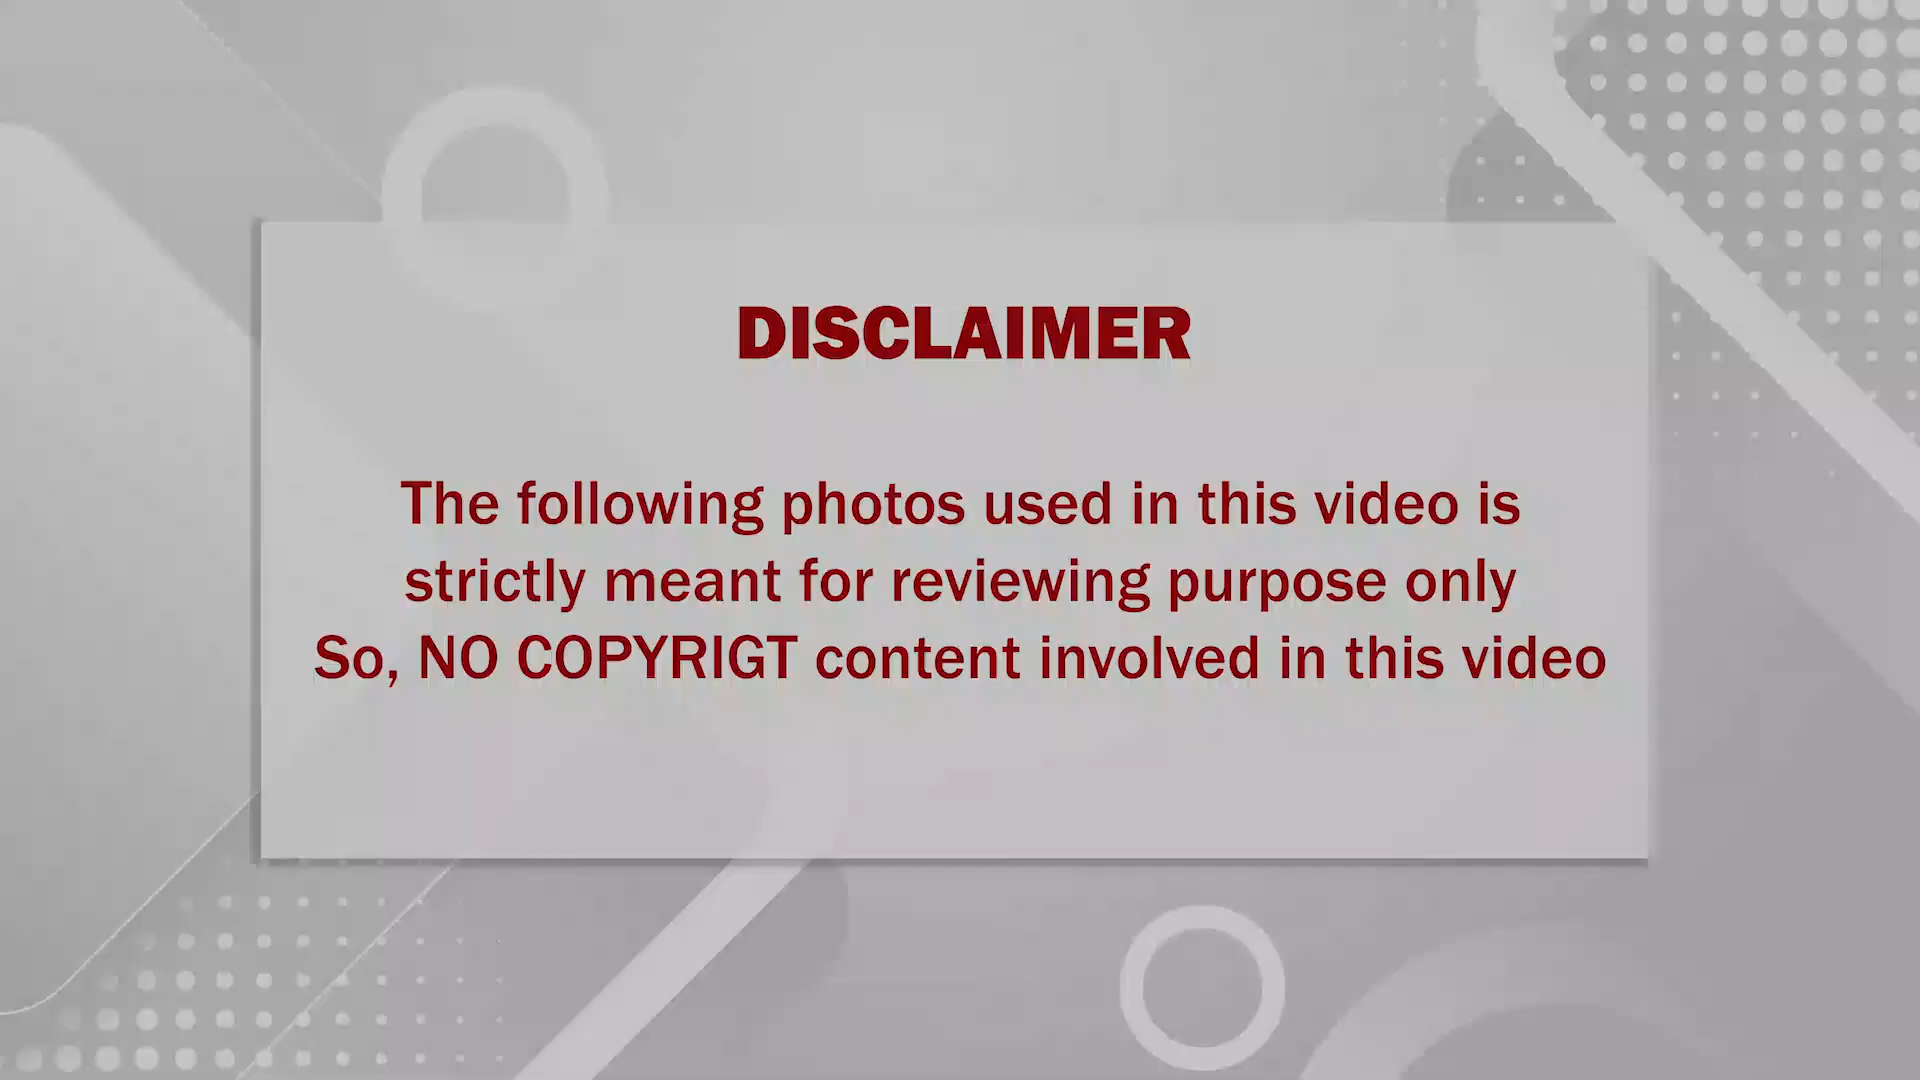 DISCLAIMER
The following photos used in this video is
strictly meant for reviewing purpose only
So, NO COPYRIGT content involved in this video